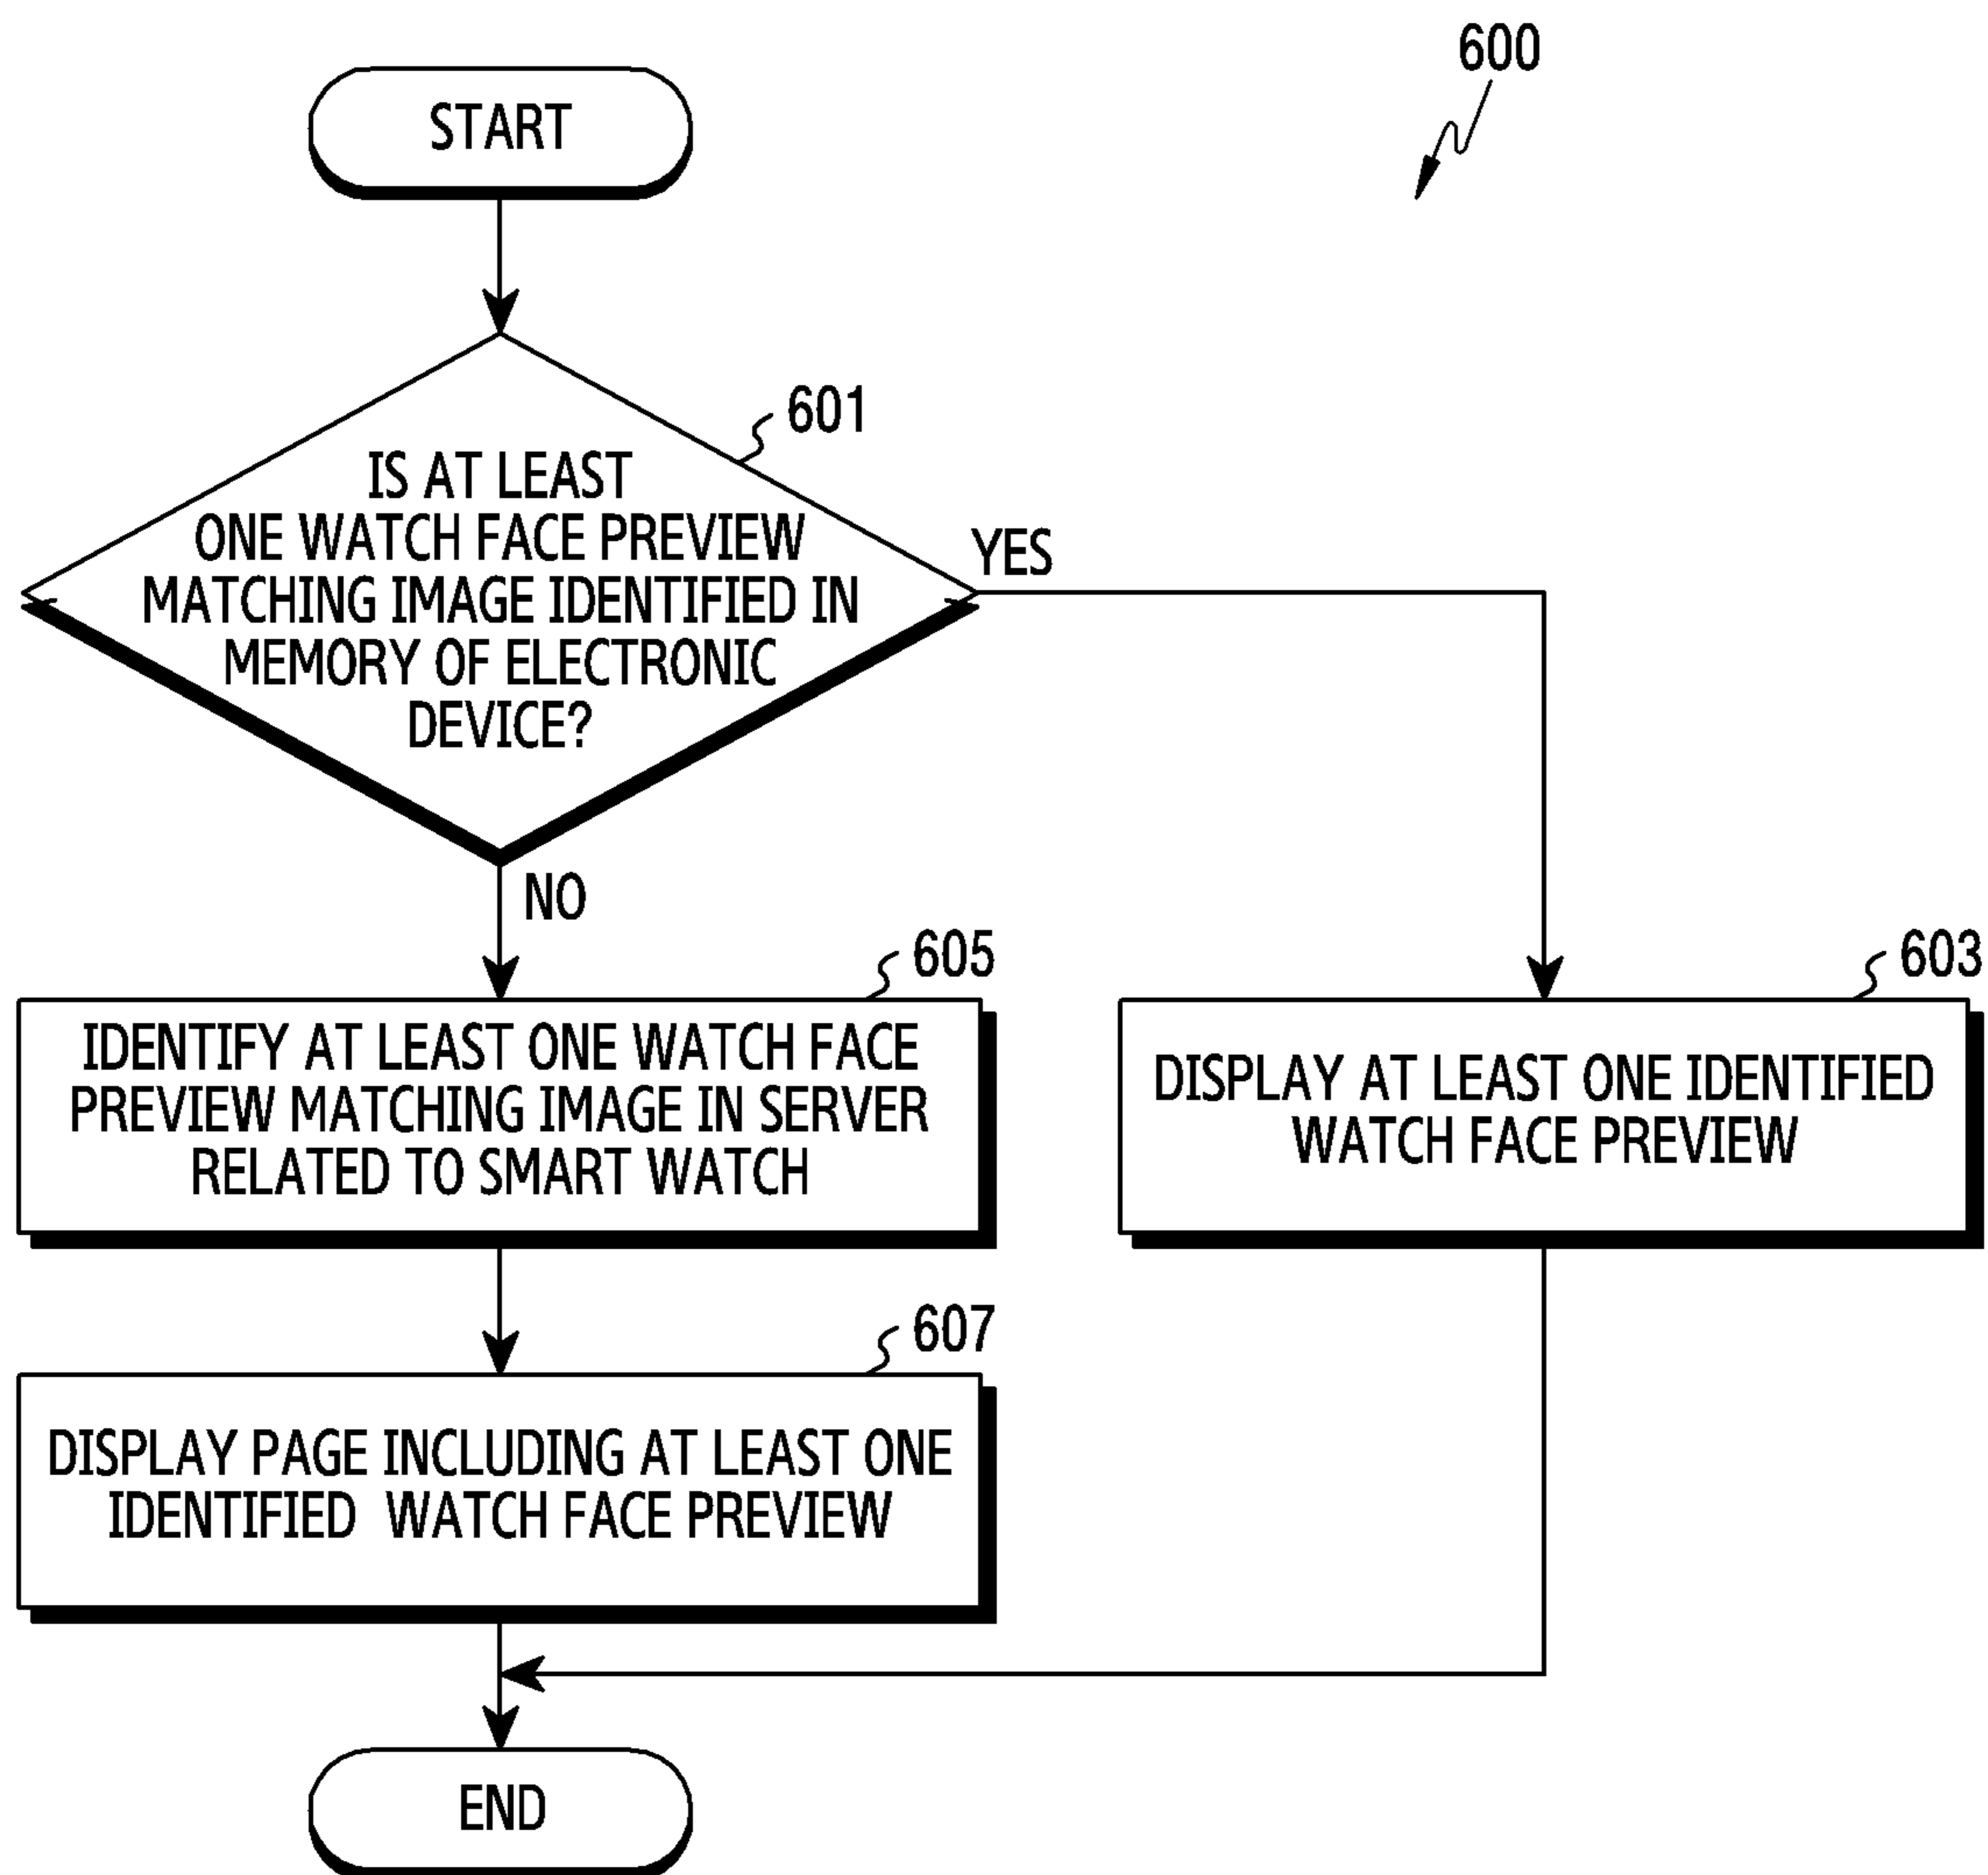 600
START
601
IS AT LEAST
ONE WATCH FACE PREVIEW
MATCHING IMAGE IDENTIFIED IN
MEMORY OF ELECTRONIC
DEVICE?
YES
NO
605
IDENTIFY AT LEAST ONE WATCH FACE
PREVIEW MATCHING IMAGE IN SERVER
RELATED TO SMART WATCH
603
DISPLAY AT LEAST ONE IDENTIFIED
WATCH FACE PREVIEW
607
DISPLAY PAGE INCLUDING AT LEAST ONE
IDENTIFIED WATCH FACE PREVIEW
END